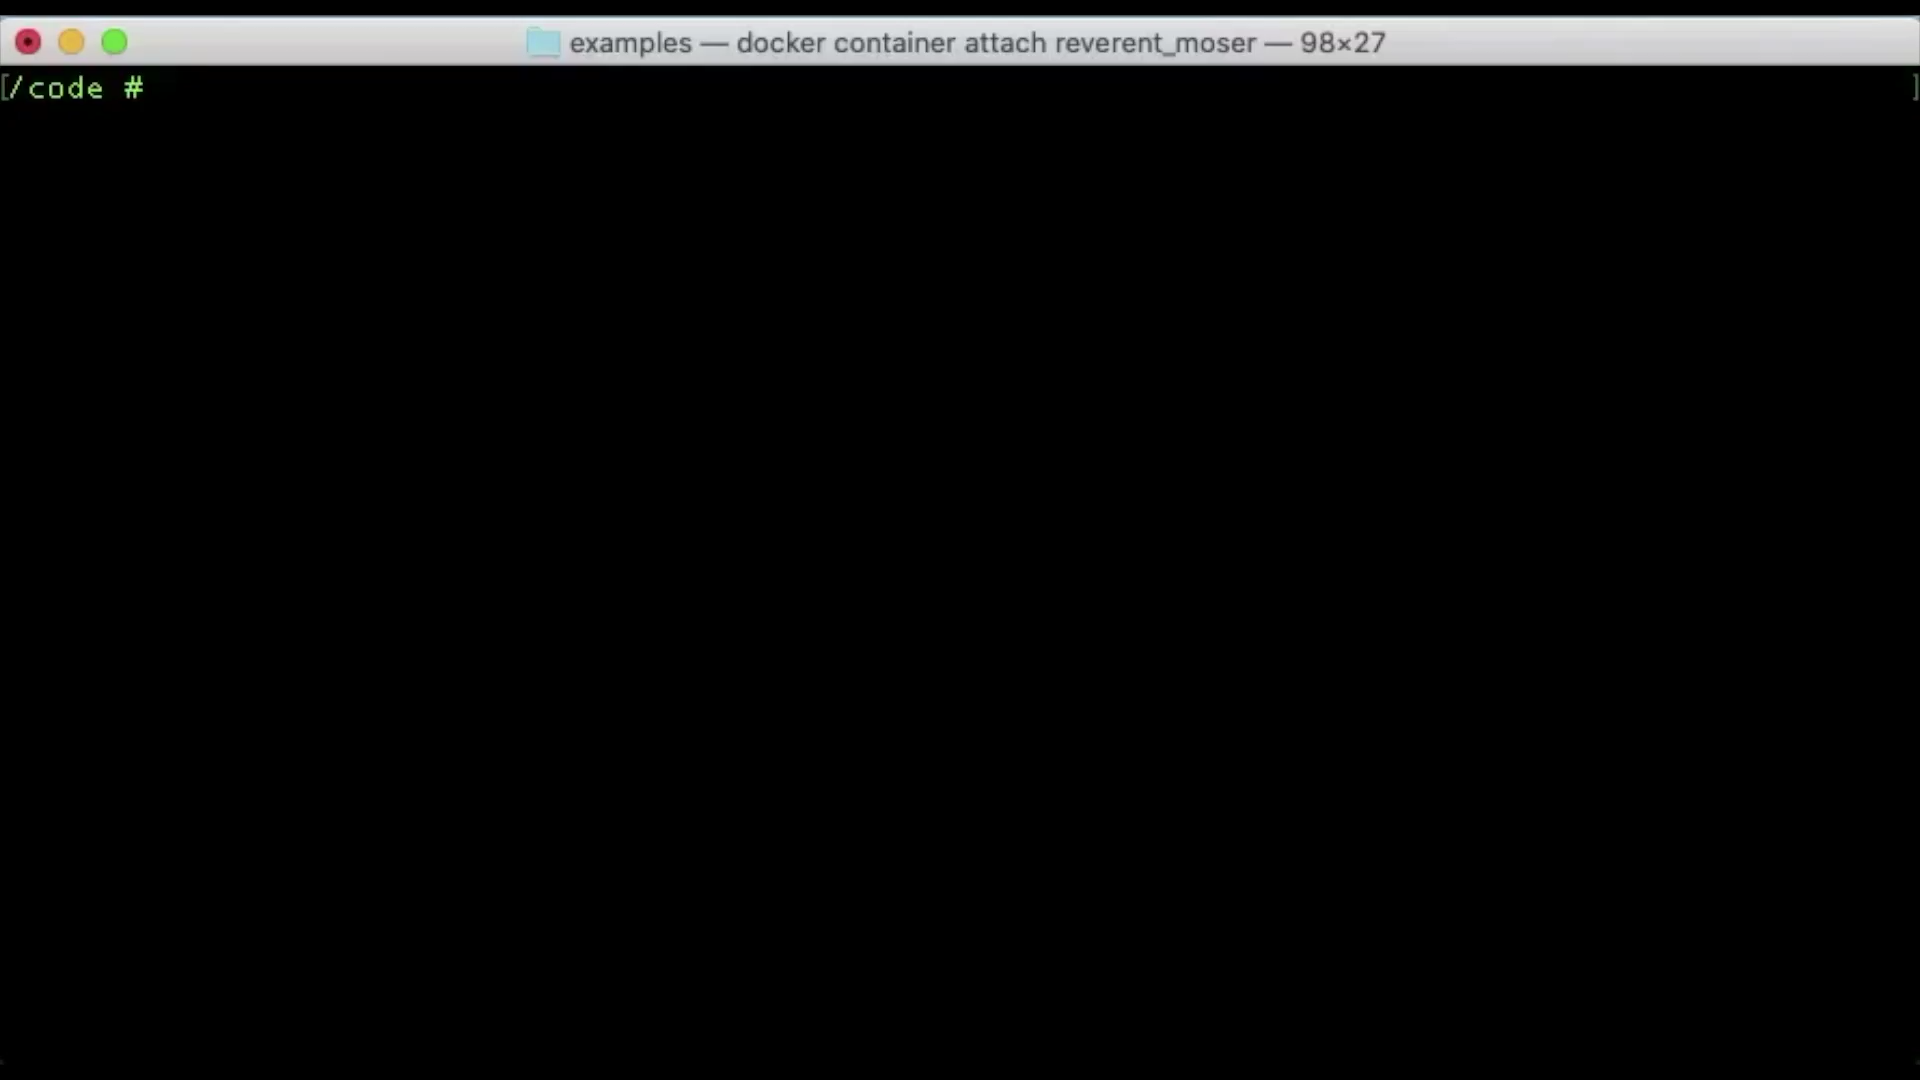 examples — docker container attach reverent_moser — 98×27
[/code # ]